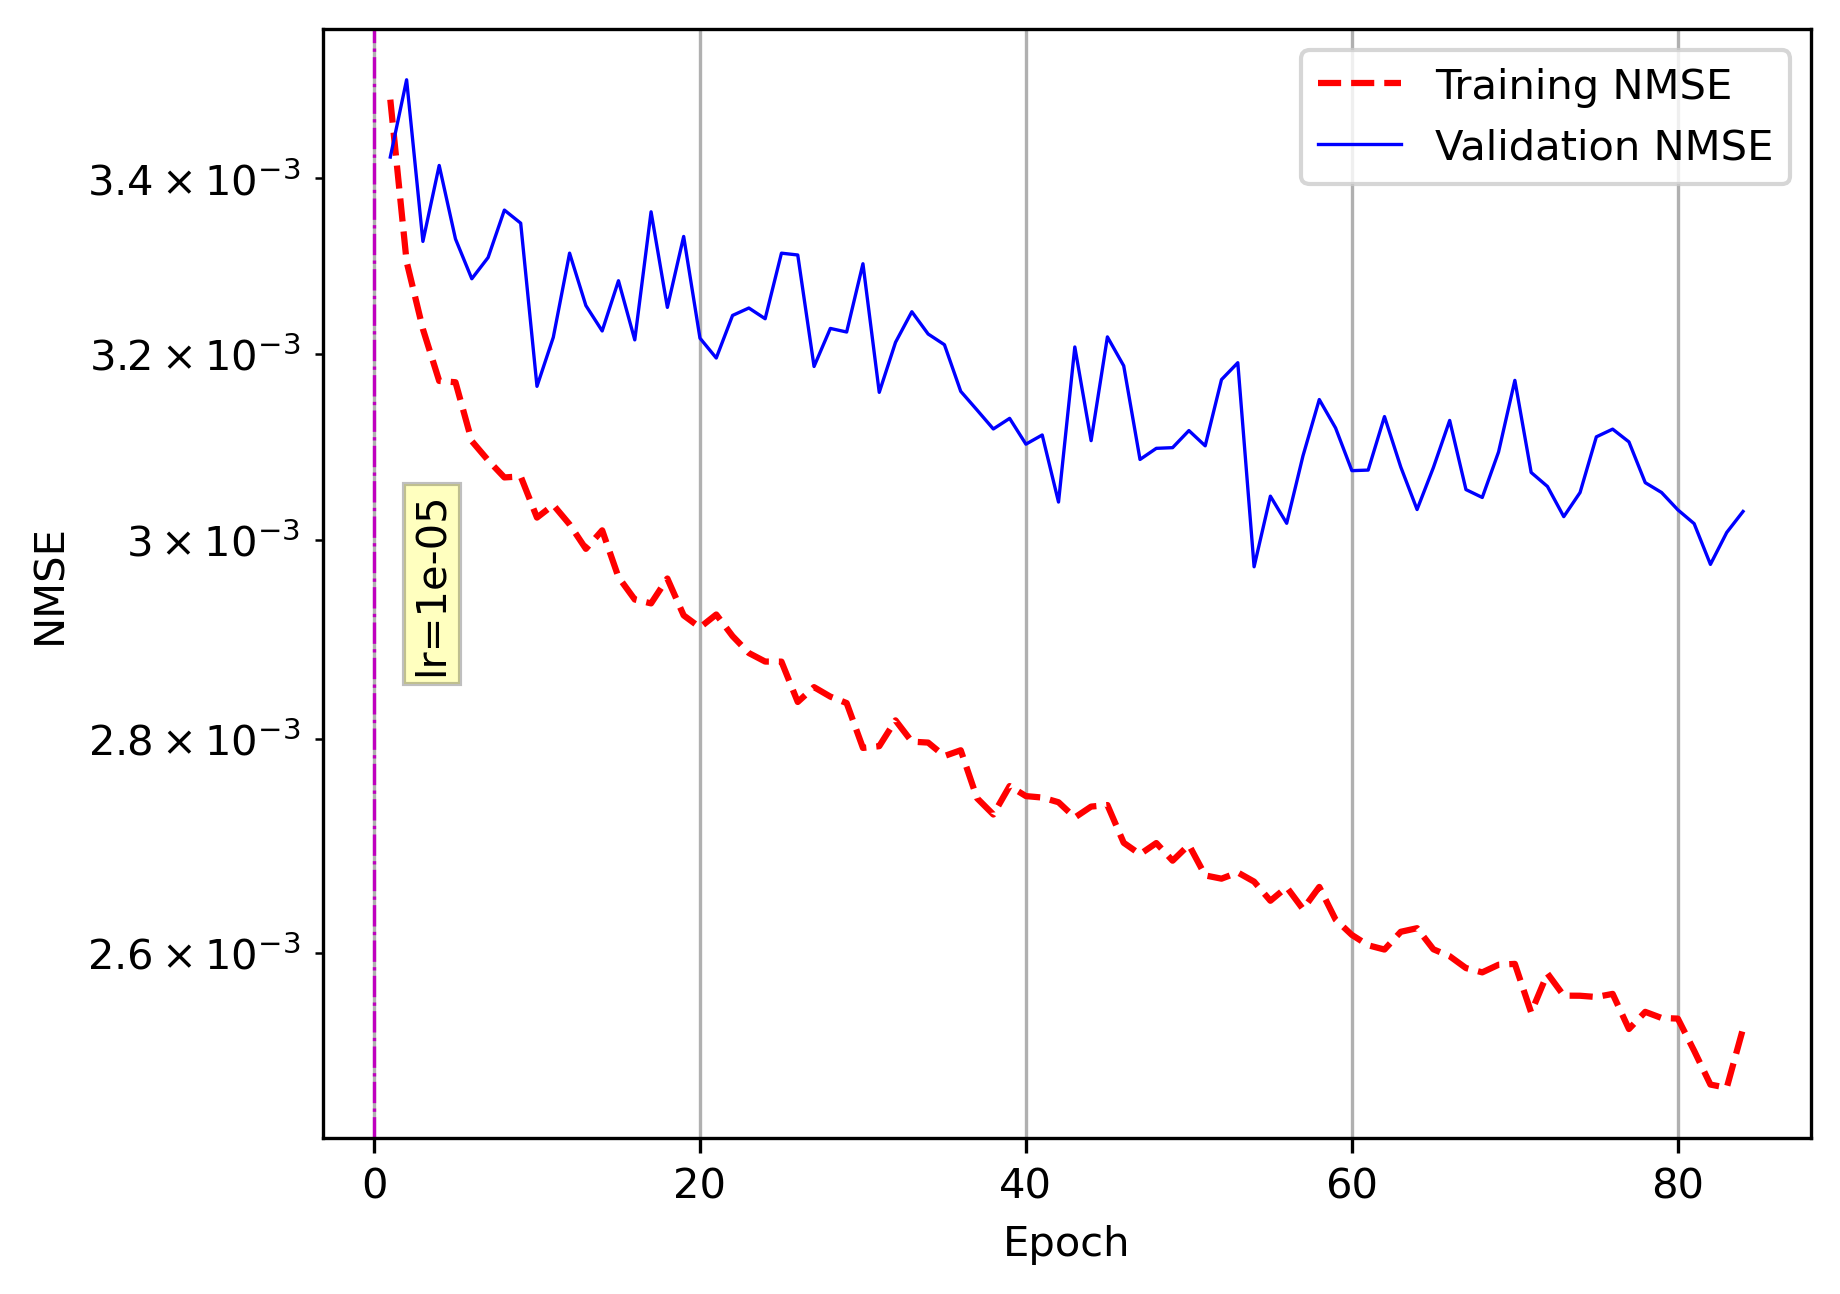 Training NMSE
Validation NMSE
3.4 × 10⁻³
3.2 × 10⁻³
3 × 10⁻³
2.8 × 10⁻³
2.6 × 10⁻³
NMSE
lr=1e-05
0 20 40 60 80
Epoch